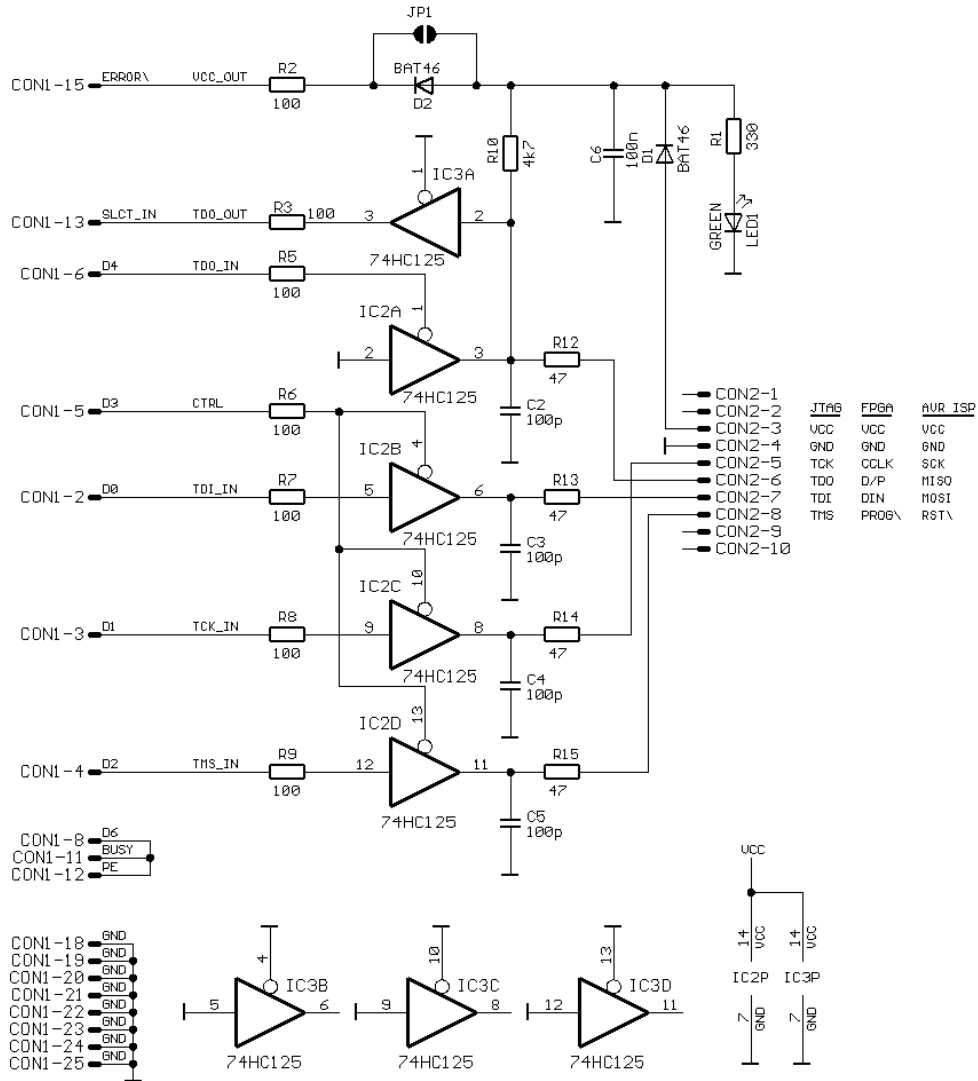 JP1
CON1-15 ERROR\ VCC_OUT R2 100 BAT46 D2
R10 4k7
C6 100n
D1 BAT46
R1 330
GREEN LED1
1 IC3A
CON1-13 SLCT_IN TDO_OUT R3 100 3 2
74HC125
CON1-6 D4 TDO_IN R5 100
1
IC2A
2 3 R12 47
74HC125
C2 100p
CON1-5 D3 CTRL R6 100
4
IC2B
CON1-2 D0 TDI_IN R7 100 5 6 R13 47
74HC125
C3 100p
10
IC2C
CON1-3 D1 TCK_IN R8 100 9 8 R14 47
74HC125
C4 100p
13
IC2D
CON1-4 D2 TMS_IN R9 100 12 11 R15 47
74HC125
C5 100p
CON2-1
CON2-2 JTAG FPGA AVR ISP
CON2-3 VCC VCC VCC
CON2-4 GND GND GND
CON2-5 TCK CCLK SCK
CON2-6 TDO D/P MISO
CON2-7 TDI DIN MOSI
CON2-8 TMS PROG\ RST\
CON2-9
CON2-10
CON1-8 D6
CON1-11 BUSY
CON1-12 PE
CON1-18 GND
CON1-19 GND
CON1-20 GND
CON1-21 GND
CON1-22 GND
CON1-23 GND
CON1-24 GND
CON1-25 GND
4 IC3B
5 6
74HC125
10 IC3C
9 8
74HC125
13 IC3D
12 11
74HC125
VCC
14 VCC 14 VCC
IC2P IC3P
7 GND 7 GND